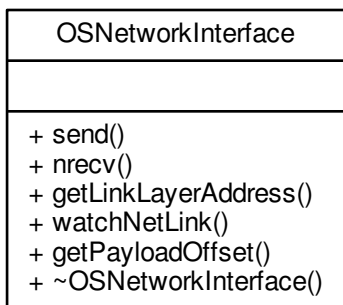 OSNetworkInterface
+ send()
+ nrecv()
+ getLinkLayerAddress()
+ watchNetLink()
+ getPayloadOffset()
+ ~OSNetworkInterface()